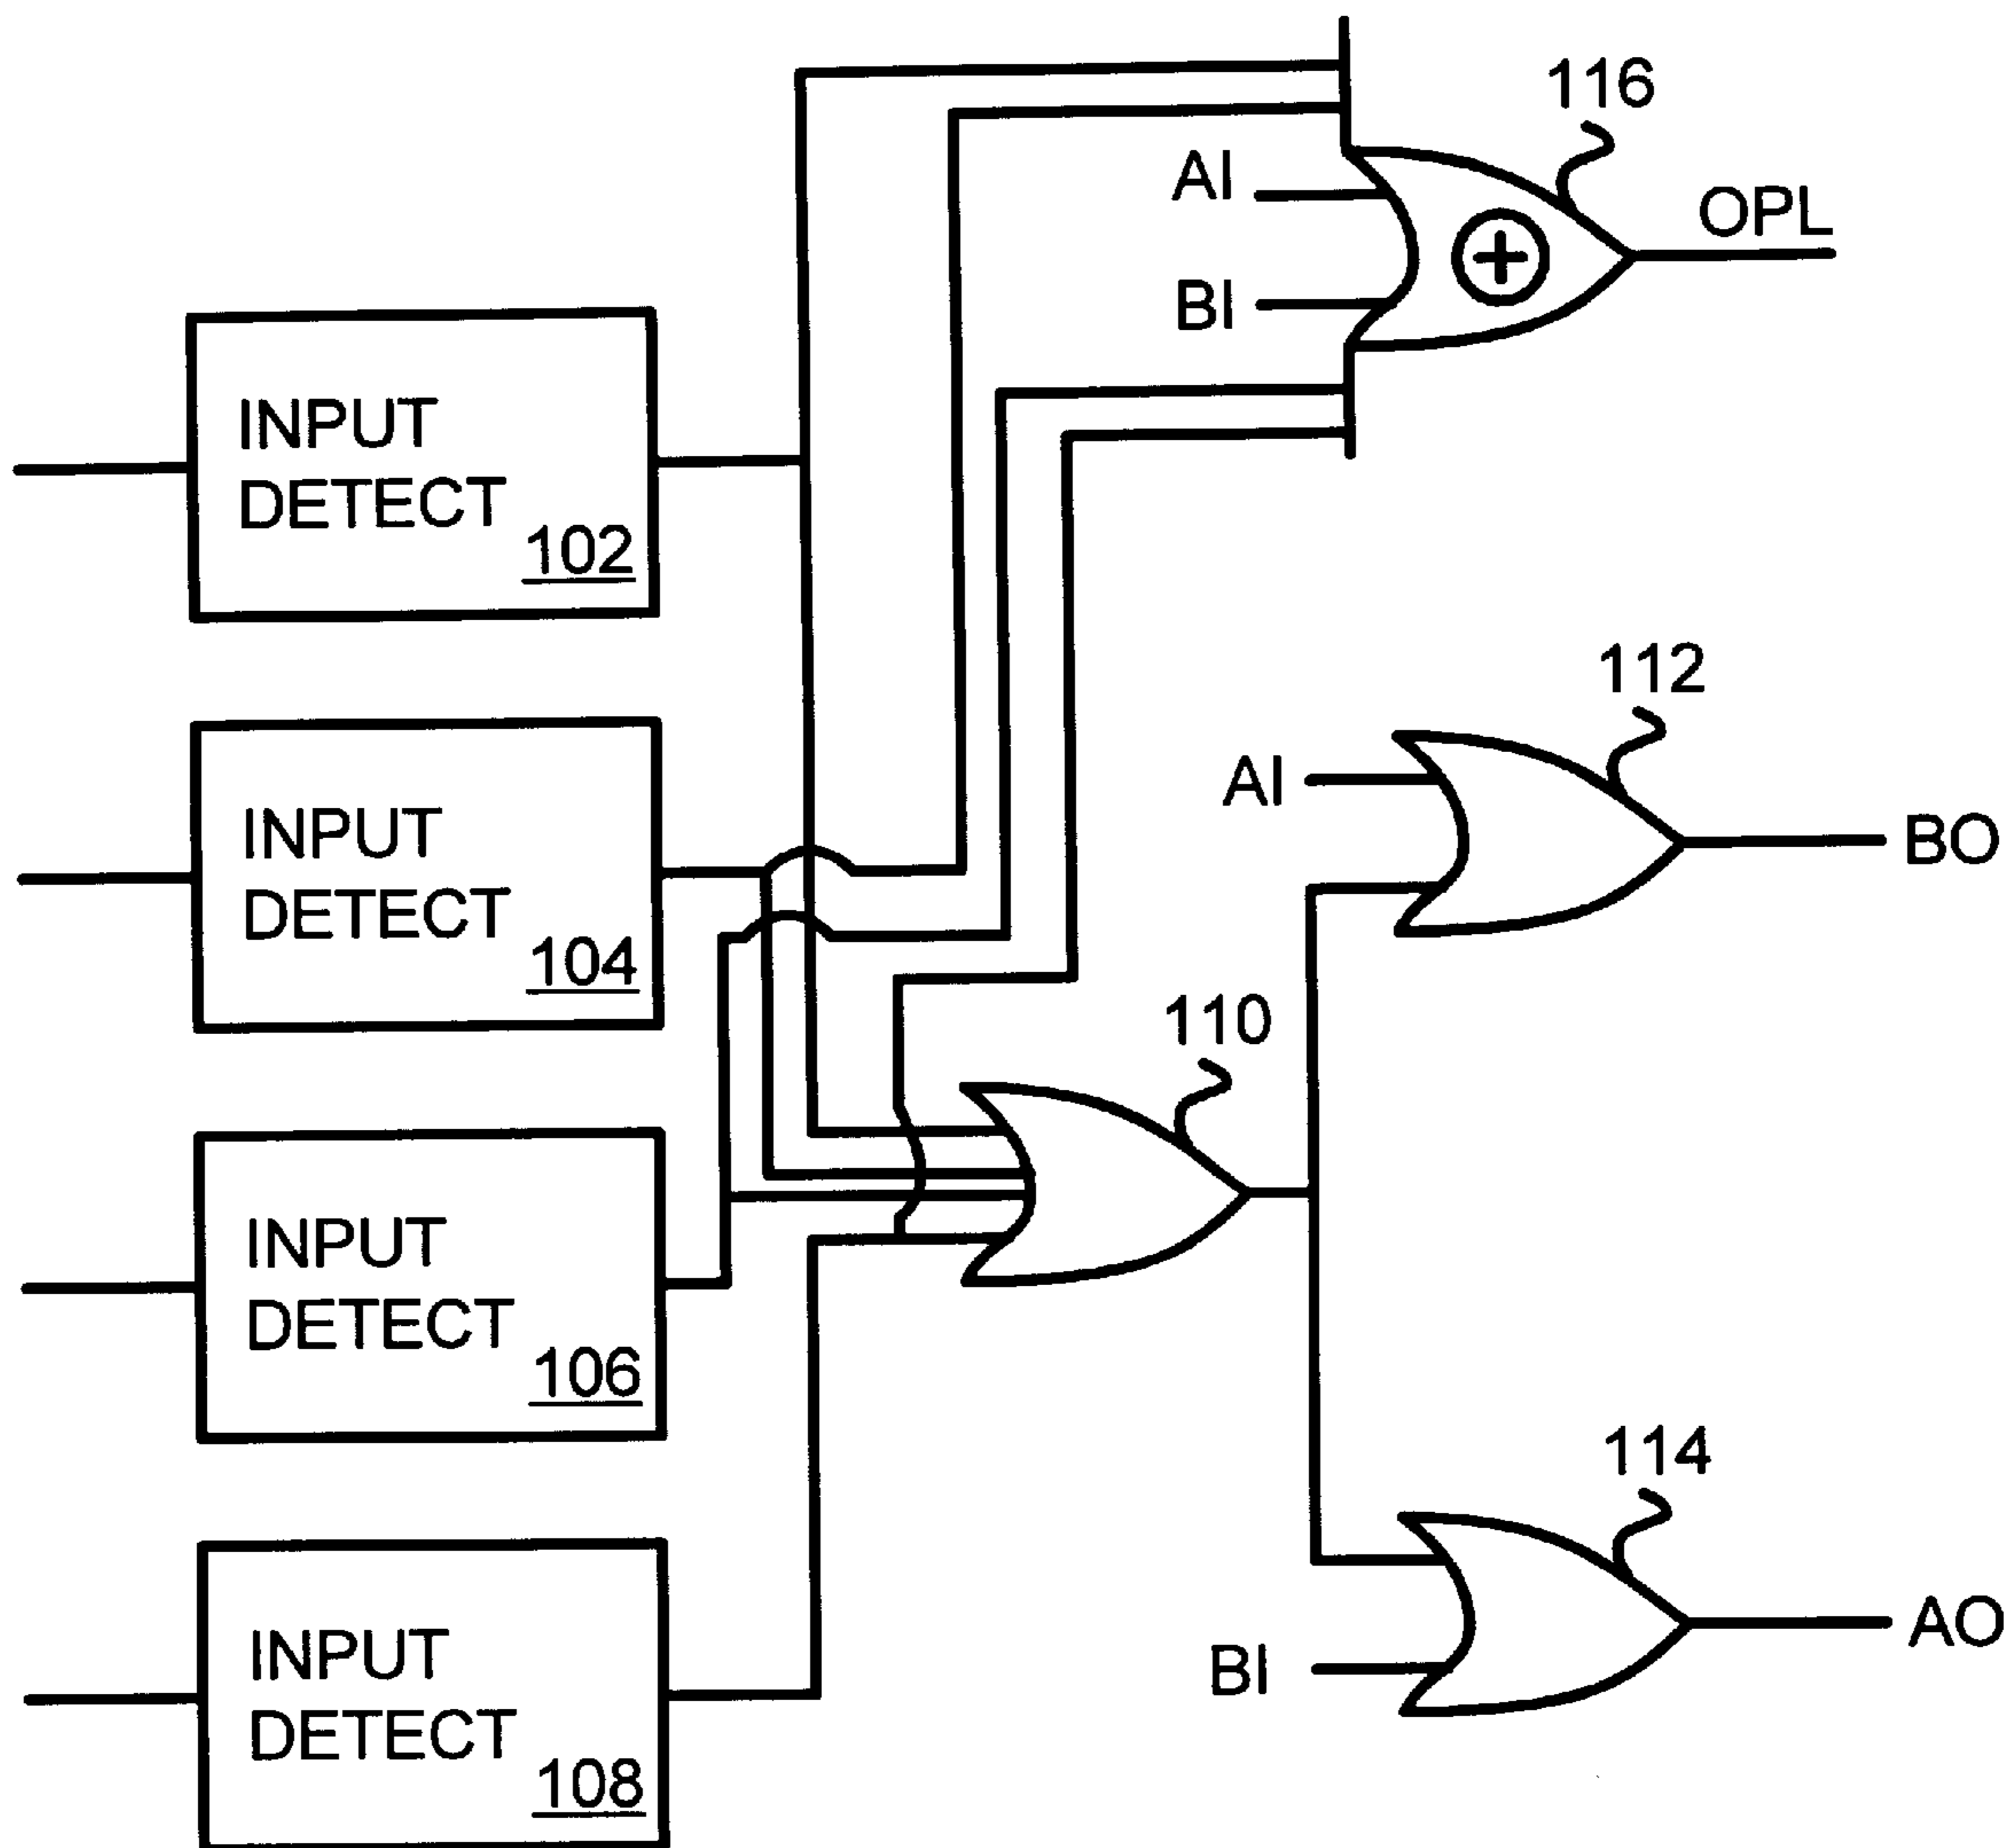 116
AI
OPL
BI
INPUT
DETECT
102
112
AI
BO
INPUT
DETECT
104
110
INPUT
DETECT
106
114
AO
BI
INPUT
DETECT
108